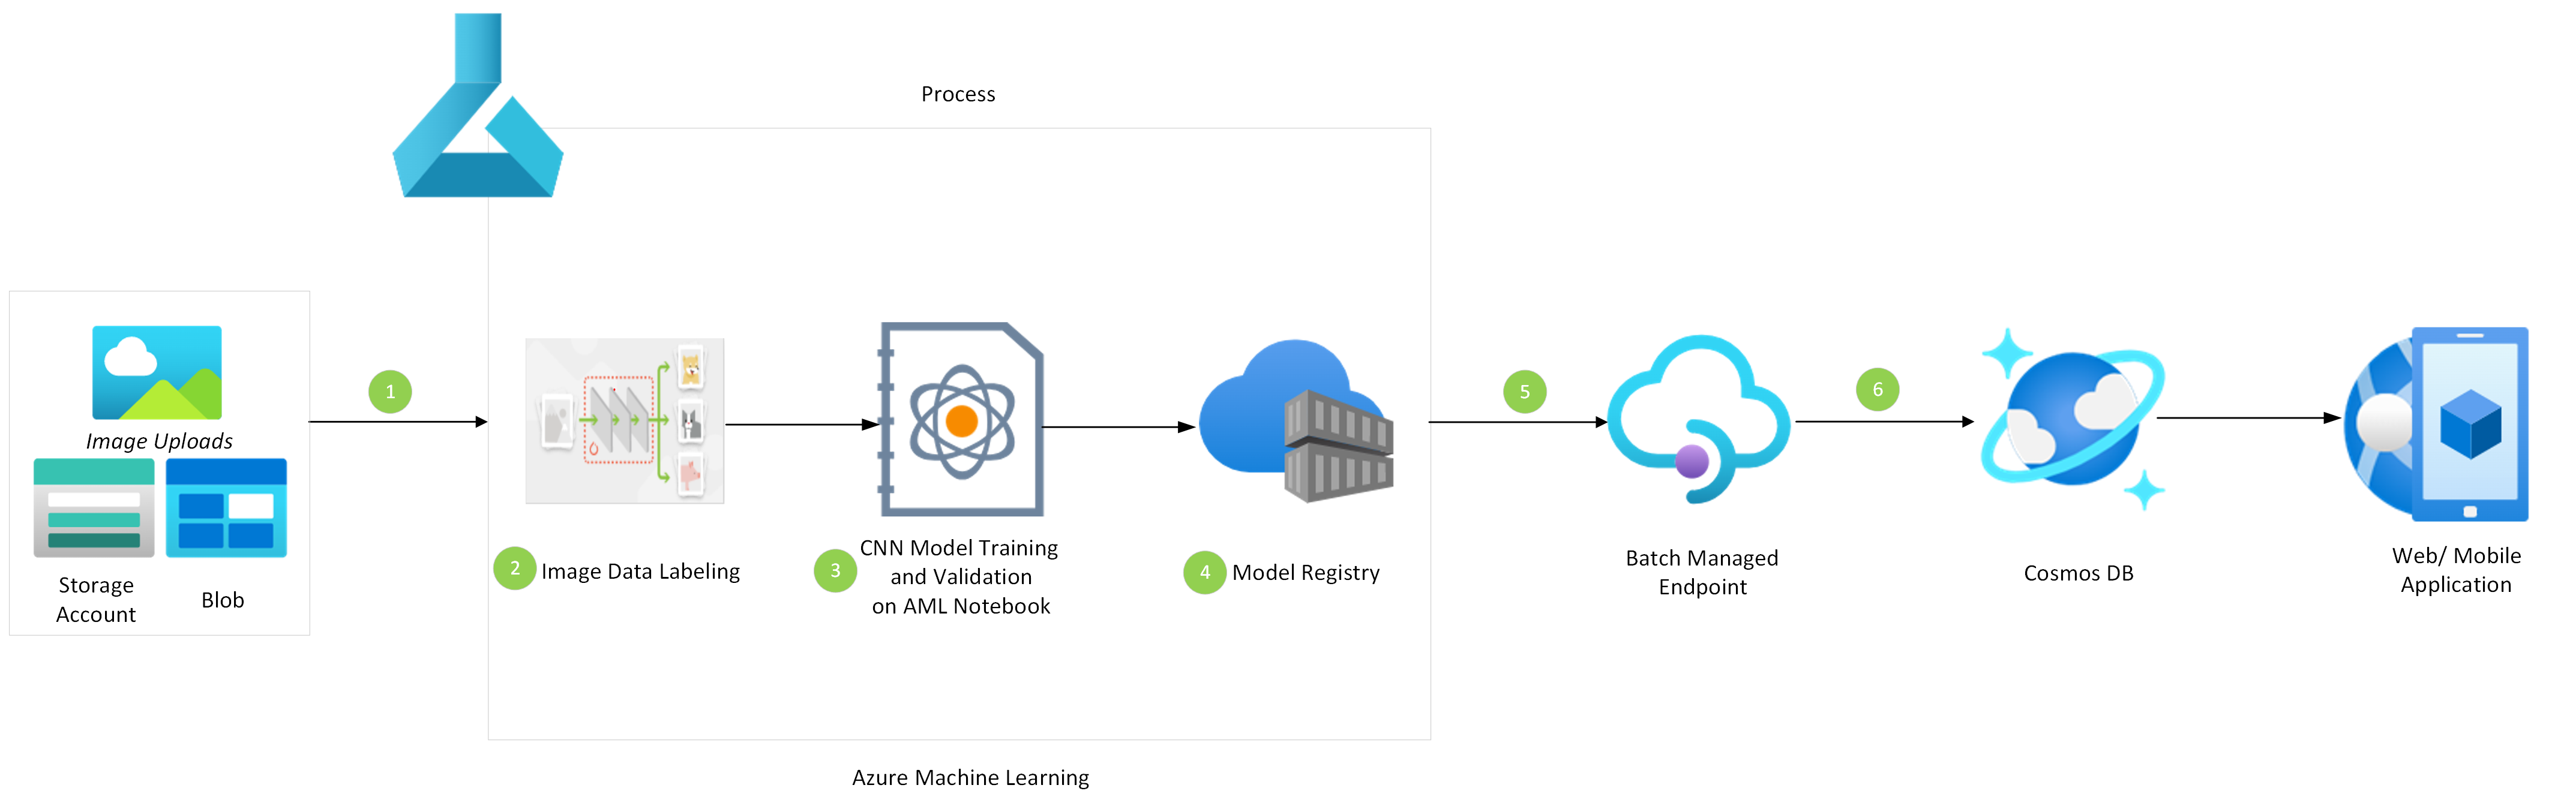 Process
Image Uploads
Storage
Account
Blob
1
2
Image Data Labeling
3
CNN Model Training
and Validation
on AML Notebook
4
Model Registry
5
Batch Managed
Endpoint
6
Cosmos DB
Web/ Mobile
Application
Azure Machine Learning